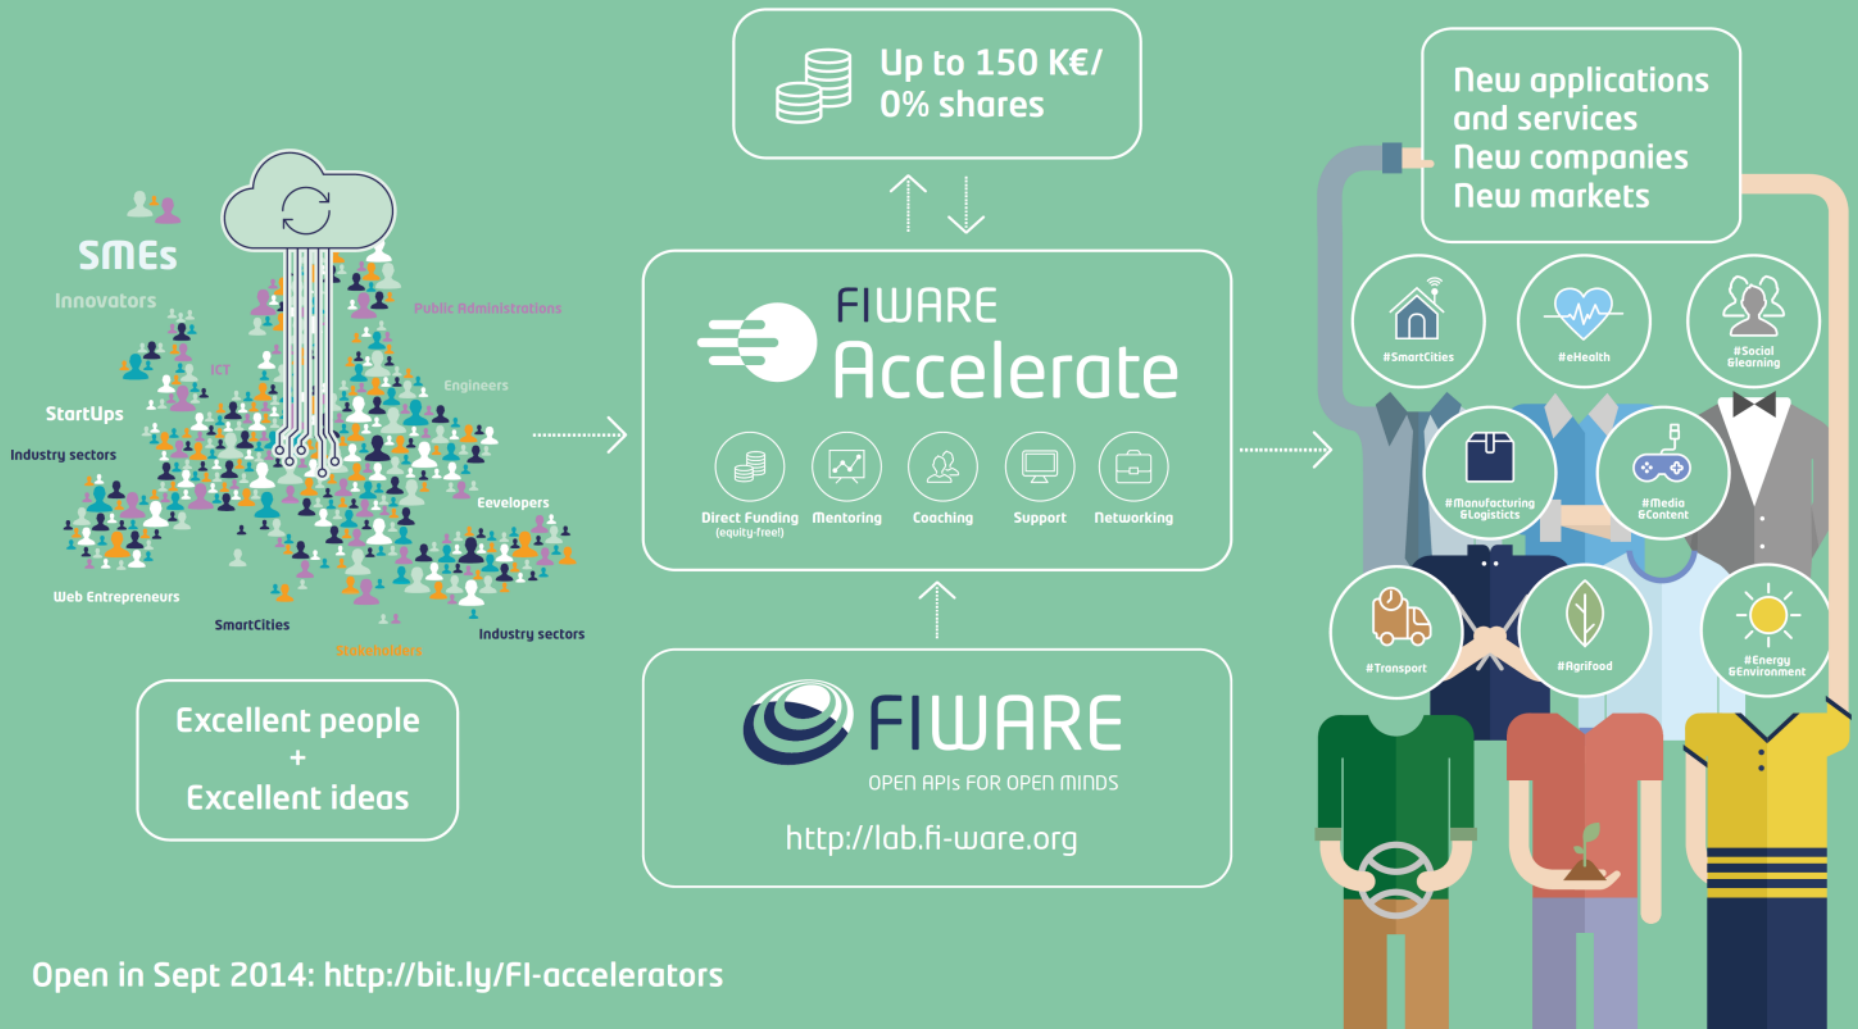 Up to 150 K€/
0% shares
New applications
and services
New companies
New markets
SMEs
Innovators
Public Administrations
ICT
Engineers
StartUps
Industry sectors
Eevelopers
Web Entrepreneurs
SmartCities
Stakeholders
Industry sectors
Excellent people
+
Excellent ideas
FIWARE
Accelerate
Direct Funding
(equity-free!)
Mentoring
Coaching
Support
Networking
FIWARE
OPEN APIs FOR OPEN MINDS
http://lab.fi-ware.org
#SmartCities
#eHealth
#Social
&learning
#Manufacturing
&Logisticts
#Media
&Content
#Transport
#Agrifood
#Energy
&Environment
Open in Sept 2014: http://bit.ly/FI-accelerators